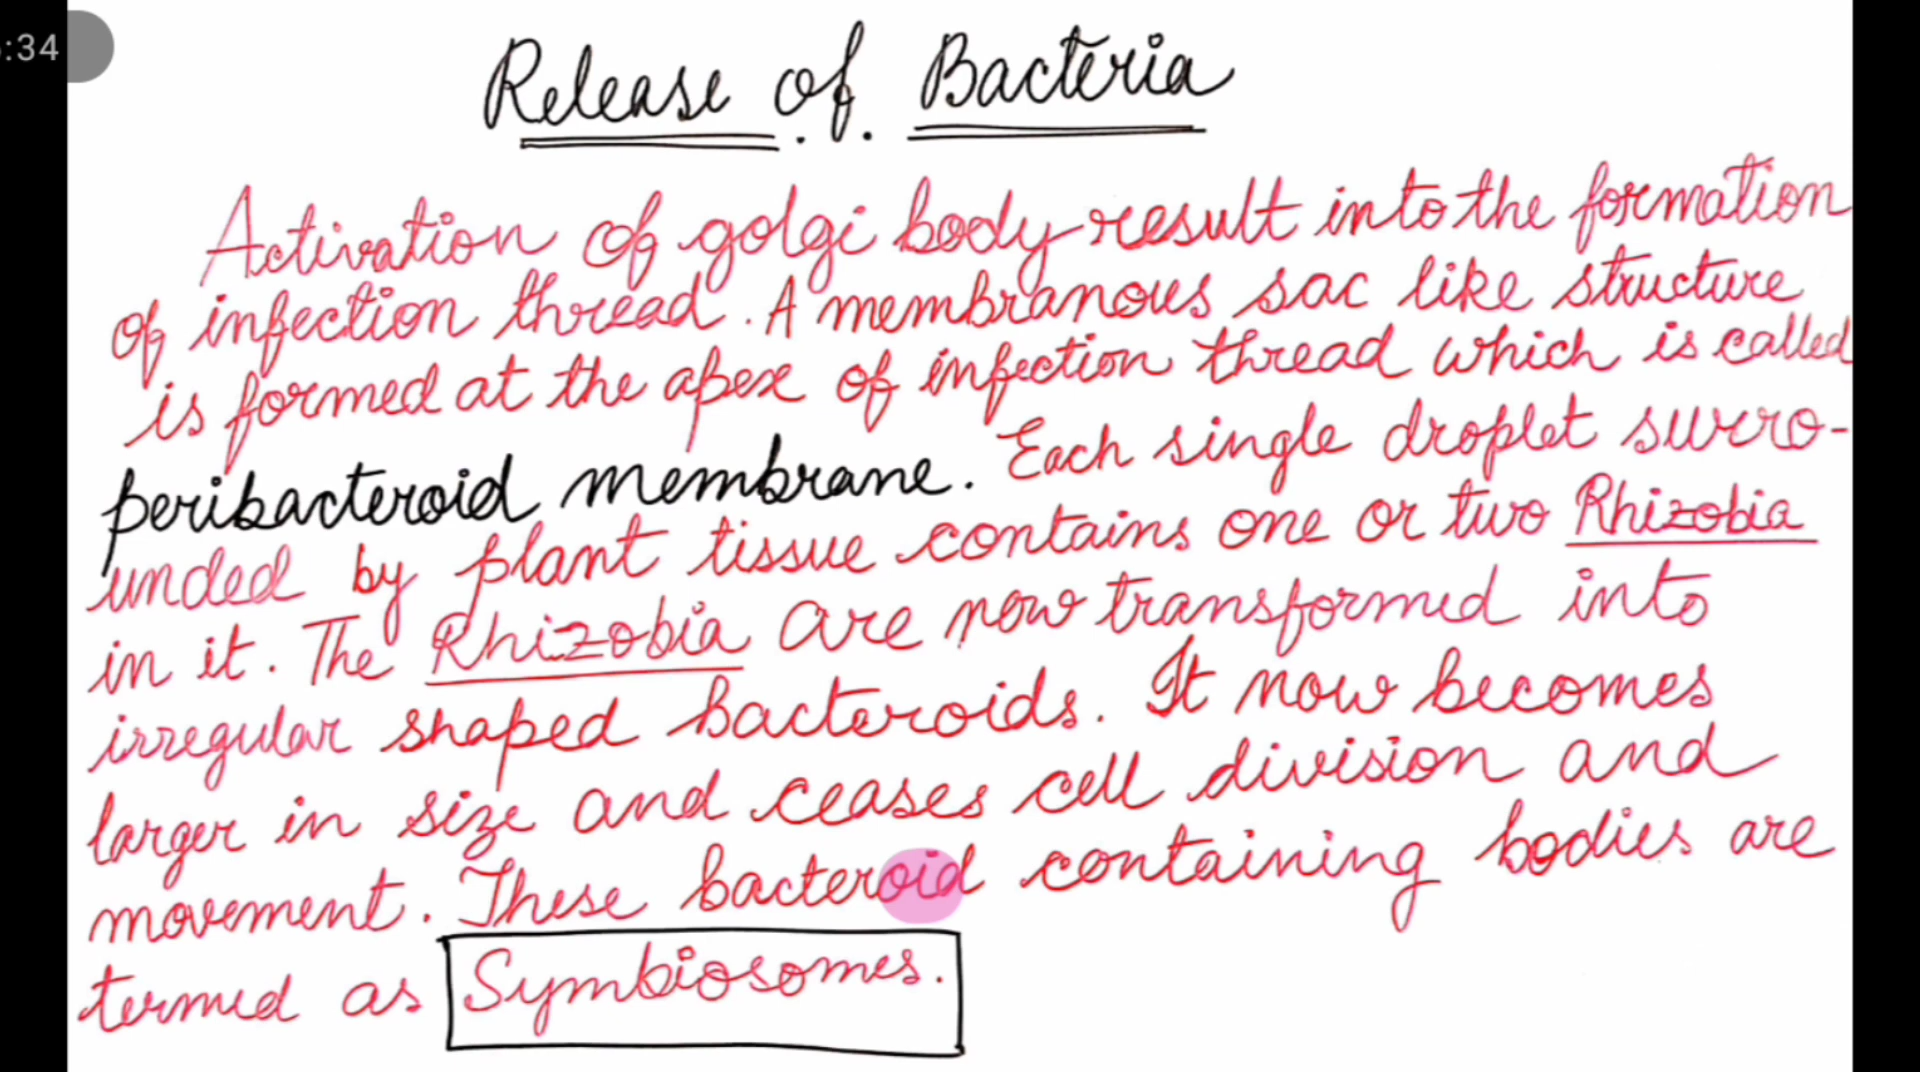 :34
Release of Bacteria
Activation of golgi body result into the formation
of infection thread. A membranous sac like structure
is formed at the apex of infection thread which is called
peribacteroid membrane. Each single droplet surro-
unded by plant tissue contains one or two Rhizobia
in it. The Rhizobia are now transformed into
irregular shaped bacteroids. It now becomes
larger in size and ceases cell division and
movement. These bacteroid containing bodies are
termed as Symbiosomes.